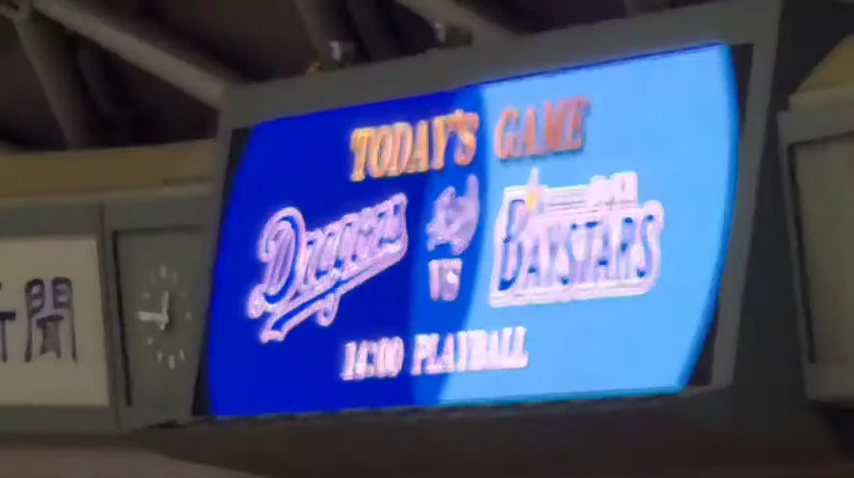 TODAY'S GAME
Dragons
VS
BAYSTARS
14:00 PLAYBALL
聞